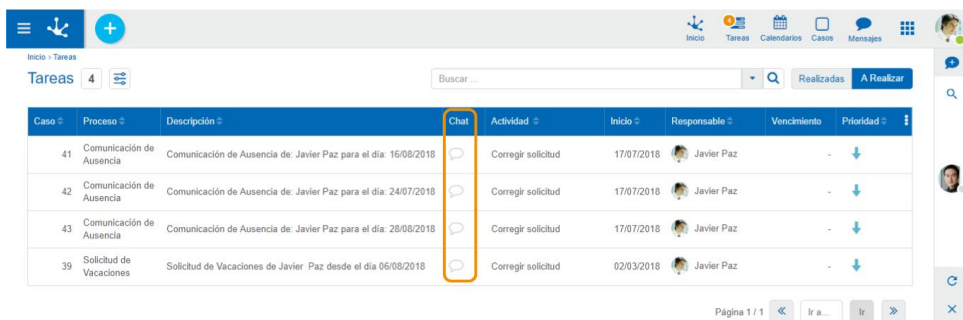 Inicio Tareas Calendarios Casos Mensajes
4
Inicio > Tareas
Tareas 4
Buscar ...
Realizadas A Realizar
Caso Proceso Descripción Chat Actividad Inicio Responsable Vencimiento Prioridad
41 Comunicación de Ausencia Comunicación de Ausencia de: Javier Paz para el día: 16/08/2018 Corregir solicitud 17/07/2018 Javier Paz -
42 Comunicación de Ausencia Comunicación de Ausencia de: Javier Paz para el día: 24/07/2018 Corregir solicitud 17/07/2018 Javier Paz -
43 Comunicación de Ausencia Comunicación de Ausencia de: Javier Paz para el día: 28/08/2018 Corregir solicitud 17/07/2018 Javier Paz -
39 Solicitud de Vacaciones Solicitud de Vacaciones de Javier Paz desde el día 06/08/2018 Corregir solicitud 02/03/2018 Javier Paz -
Página 1 / 1 « Ir a... Ir »